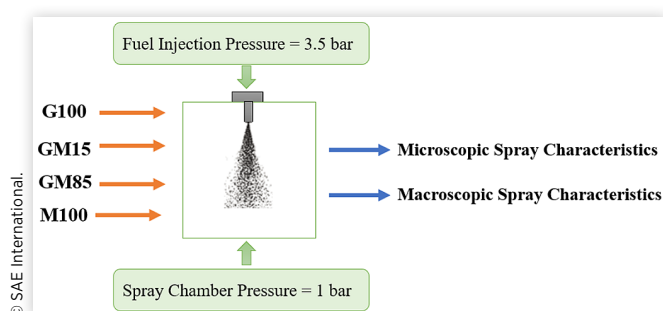 Fuel Injection Pressure = 3.5 bar
G100
GM15
GM85
M100
Microscopic Spray Characteristics
Macroscopic Spray Characteristics
Spray Chamber Pressure = 1 bar
© SAE International.